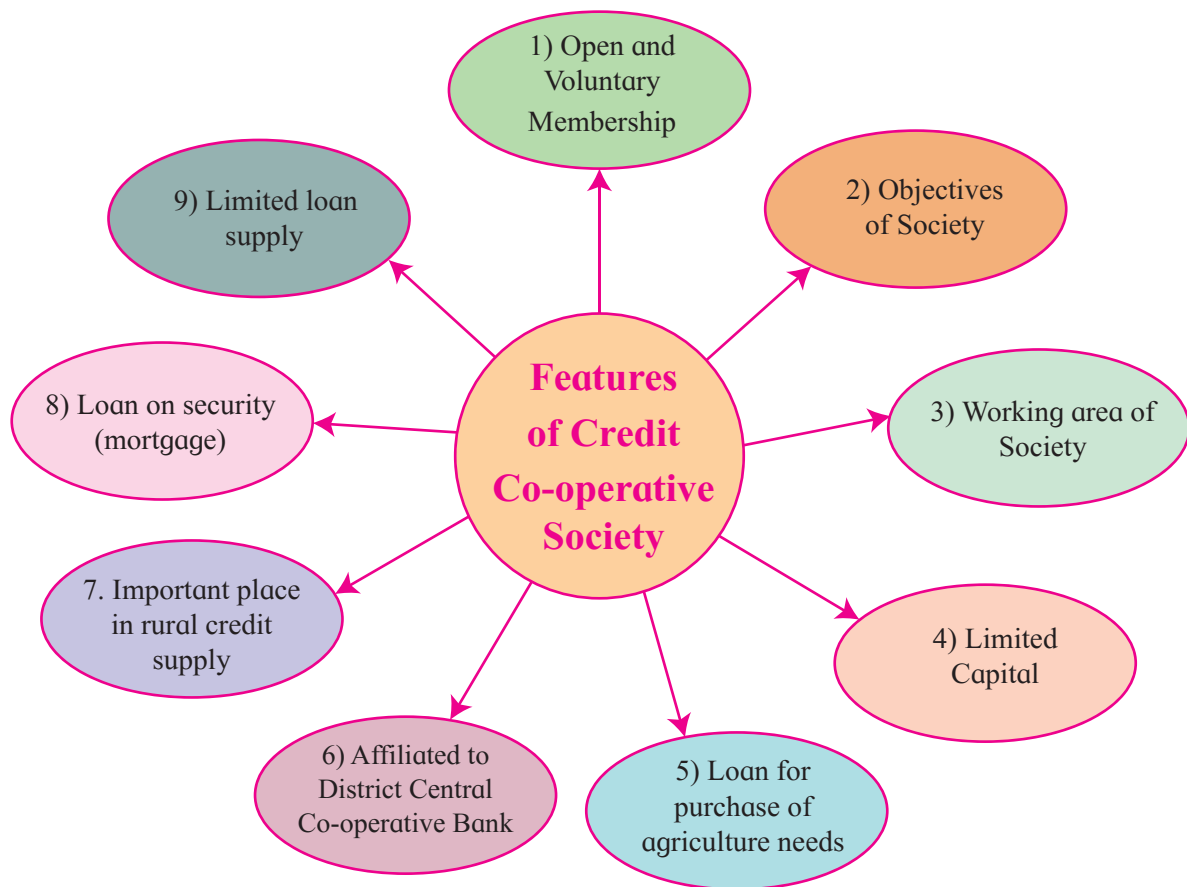 Features
of Credit
Co-operative
Society
1) Open and
Voluntary
Membership
2) Objectives
of Society
3) Working area of
Society
4) Limited
Capital
5) Loan for
purchase of
agriculture needs
6) Affiliated to
District Central
Co-operative Bank
7. Important place
in rural credit
supply
8) Loan on security
(mortgage)
9) Limited loan
supply